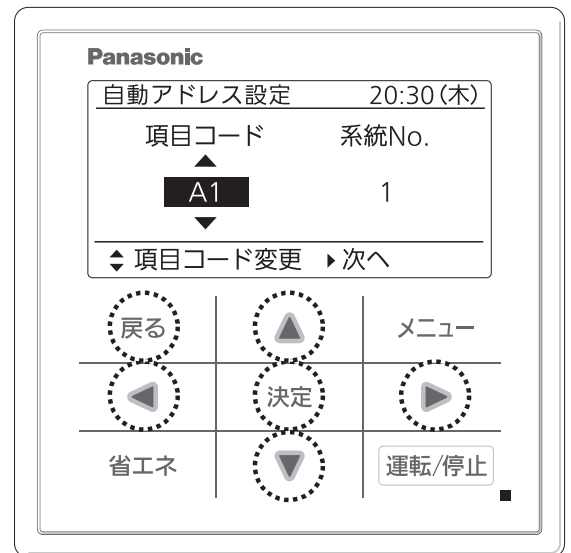 Panasonic
自動アドレス設定 20:30(木)
項目コード 系統No.
A1 1
項目コード変更 次へ
戻る メニュー
決定
省エネ 運転/停止